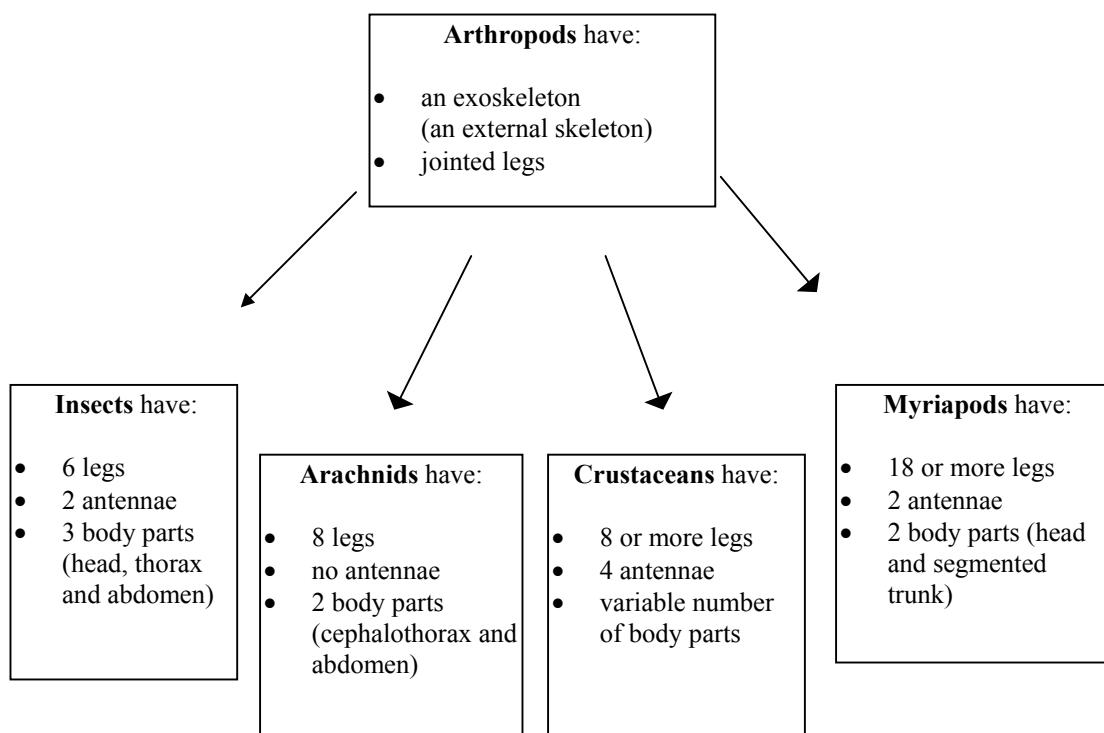 Arthropods have:
• an exoskeleton
(an external skeleton)
• jointed legs
Insects have:
• 6 legs
• 2 antennae
• 3 body parts
(head, thorax
and abdomen)
Arachnids have:
• 8 legs
• no antennae
• 2 body parts
(cephalothorax and
abdomen)
Crustaceans have:
• 8 or more legs
• 4 antennae
• variable number
of body parts
Myriapods have:
• 18 or more legs
• 2 antennae
• 2 body parts (head
and segmented
trunk)